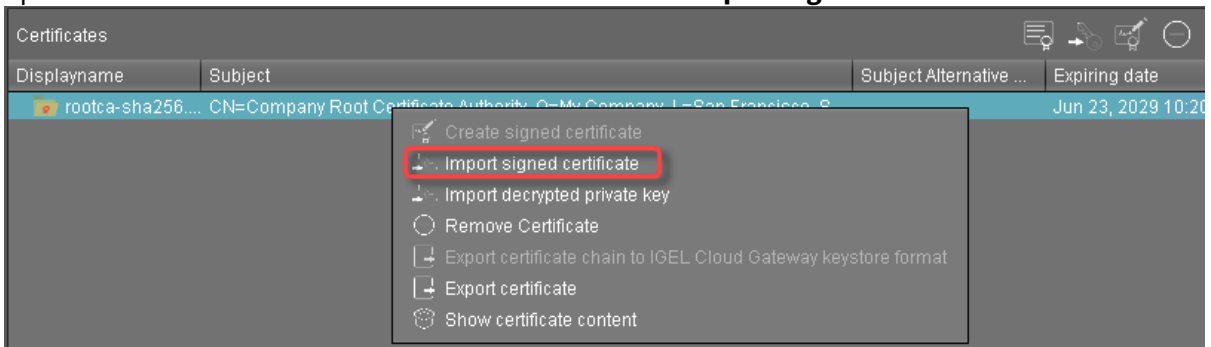 Certificates
Displayname Subject Subject Alternative ... Expiring date
rootca-sha256.... CN=Company Root Certificate Authority, O=My Company, L=San Francisco, S... Jun 23, 2029 10:20
Create signed certificate
Import signed certificate
Import decrypted private key
Remove Certificate
Export certificate chain to IGEL Cloud Gateway keystore format
Export certificate
Show certificate content